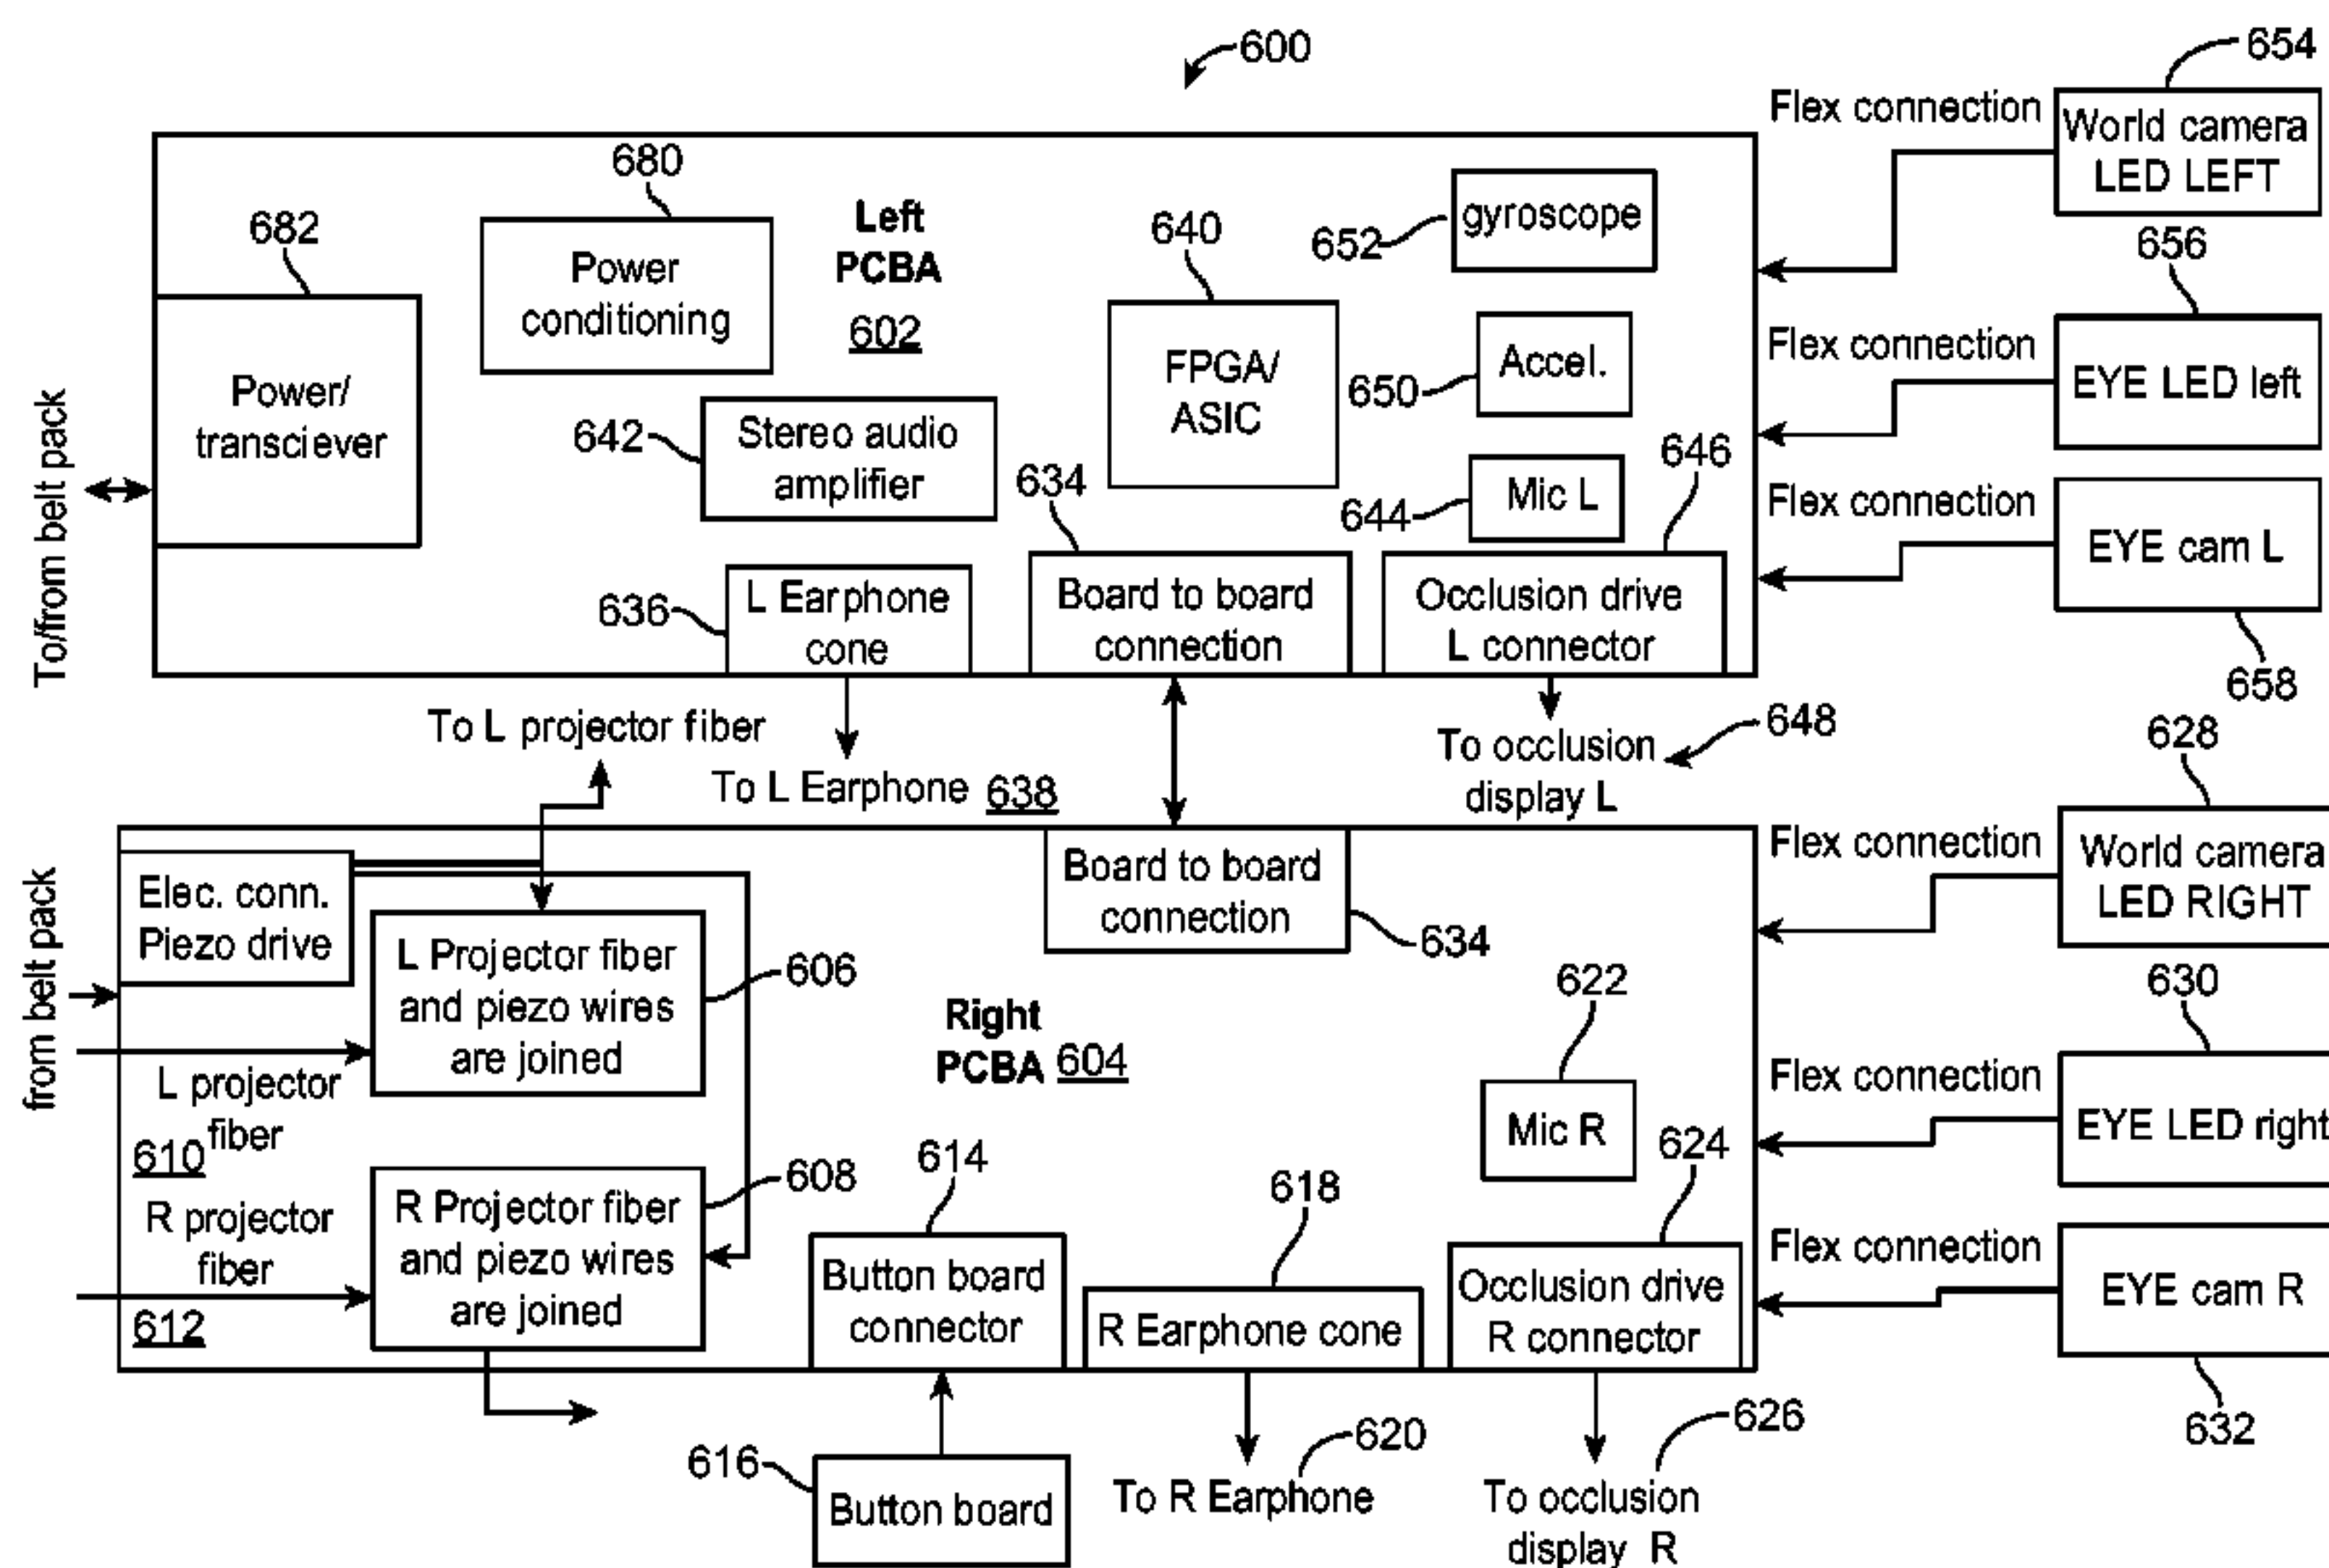 600
654
Flex connection
World camera
LED LEFT
680
682
Power
conditioning
Left
PCBA
602
640
gyroscope
652
656
Flex connection
EYE LED left
Power/
transciever
FPGA/
ASIC
Accel.
650
To/from belt pack
642
Stereo audio
amplifier
634
646
Mic L
644
Flex connection
EYE cam L
658
636
L Earphone
cone
Board to board
connection
Occlusion drive
L connector
To L projector fiber
To L Earphone 638
To occlusion
display L
648
628
Flex connection
World camera
LED RIGHT
Elec. conn.
Piezo drive
Board to board
connection
634
from belt pack
L Projector fiber
and piezo wires
are joined
606
Right
PCBA 604
622
Mic R
630
Flex connection
EYE LED right
L projector
fiber
610
R projector
fiber
612
R Projector fiber
and piezo wires
are joined
608
614
Button board
connector
618
R Earphone cone
624
Occlusion drive
R connector
Flex connection
EYE cam R
632
616
Button board
620
To R Earphone
626
To occlusion
display R